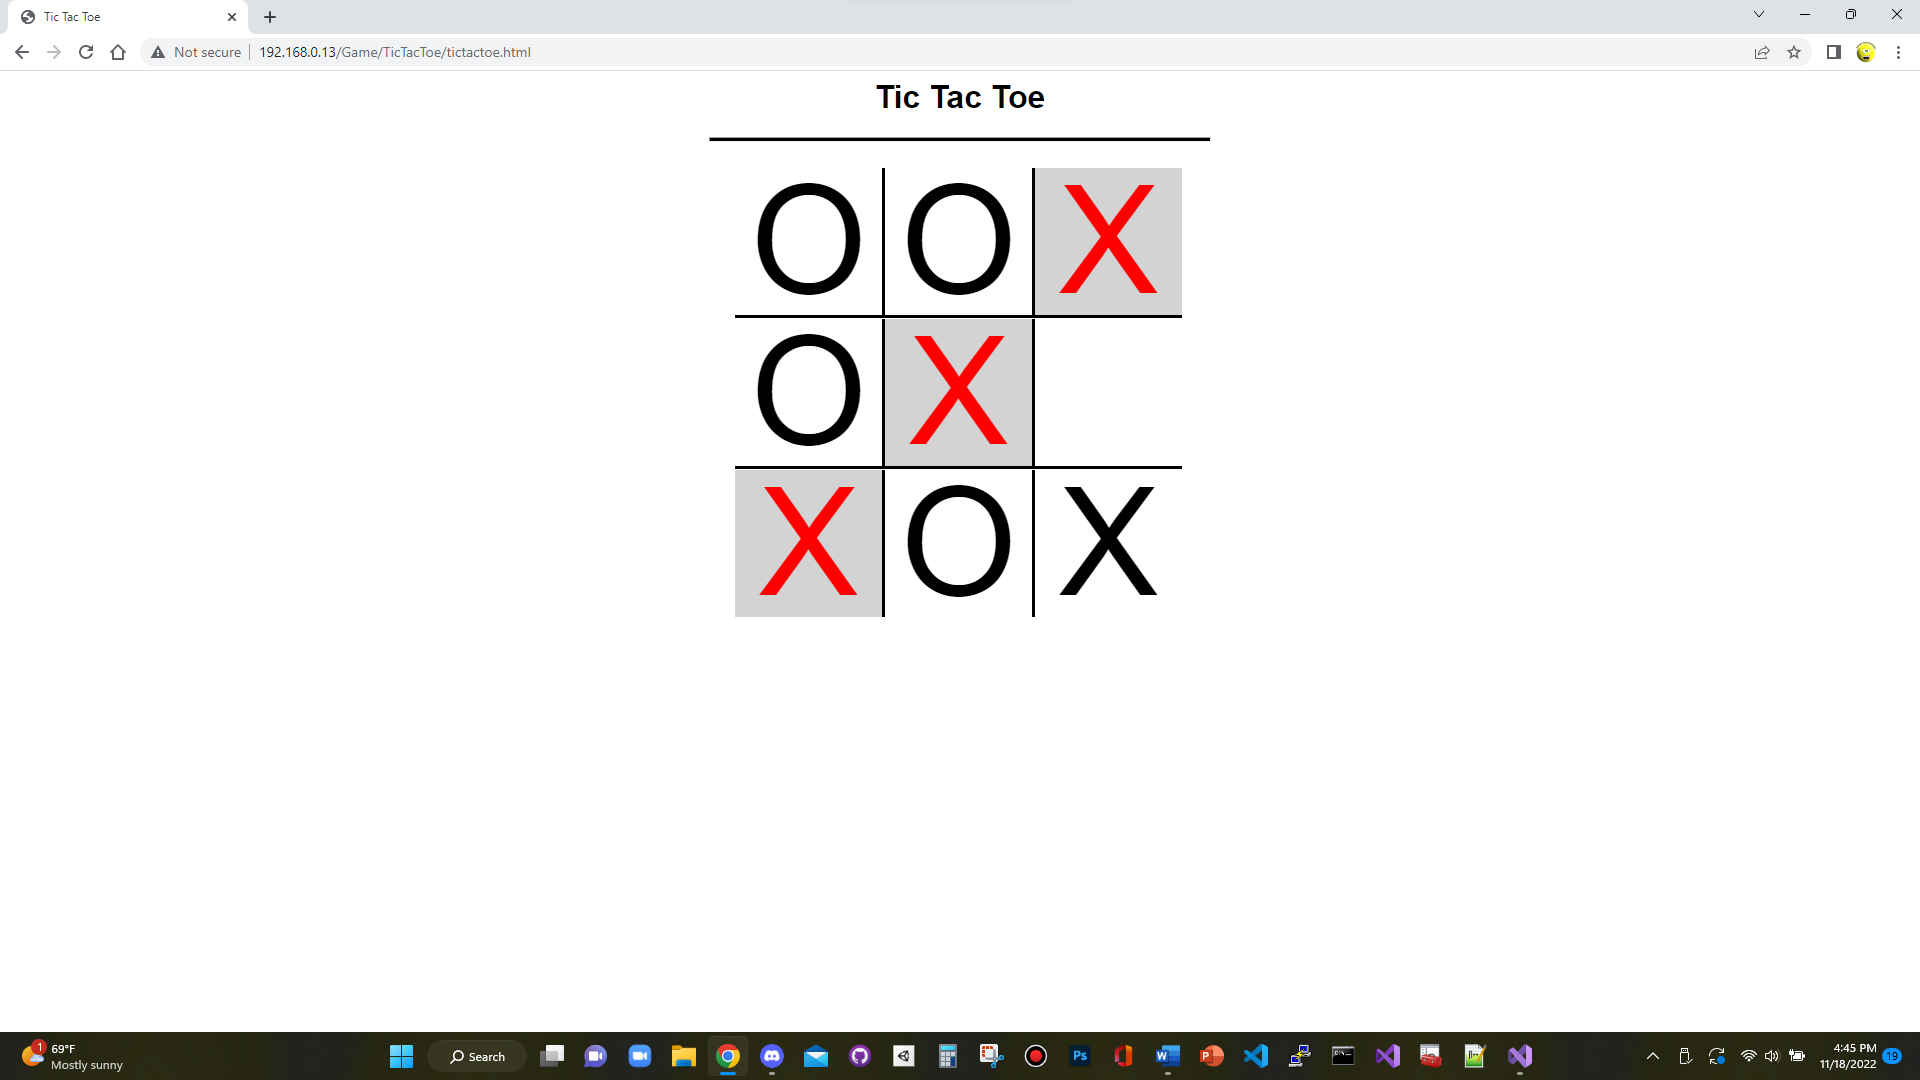 Tic Tac Toe
Not secure
192.168.0.13/Game/TicTacToe/tictactoe.html
Tic Tac Toe
O O X
O X
X O X
1
69°F
Mostly sunny
Search
Ps
W
P
4:45 PM
11/18/2022
19